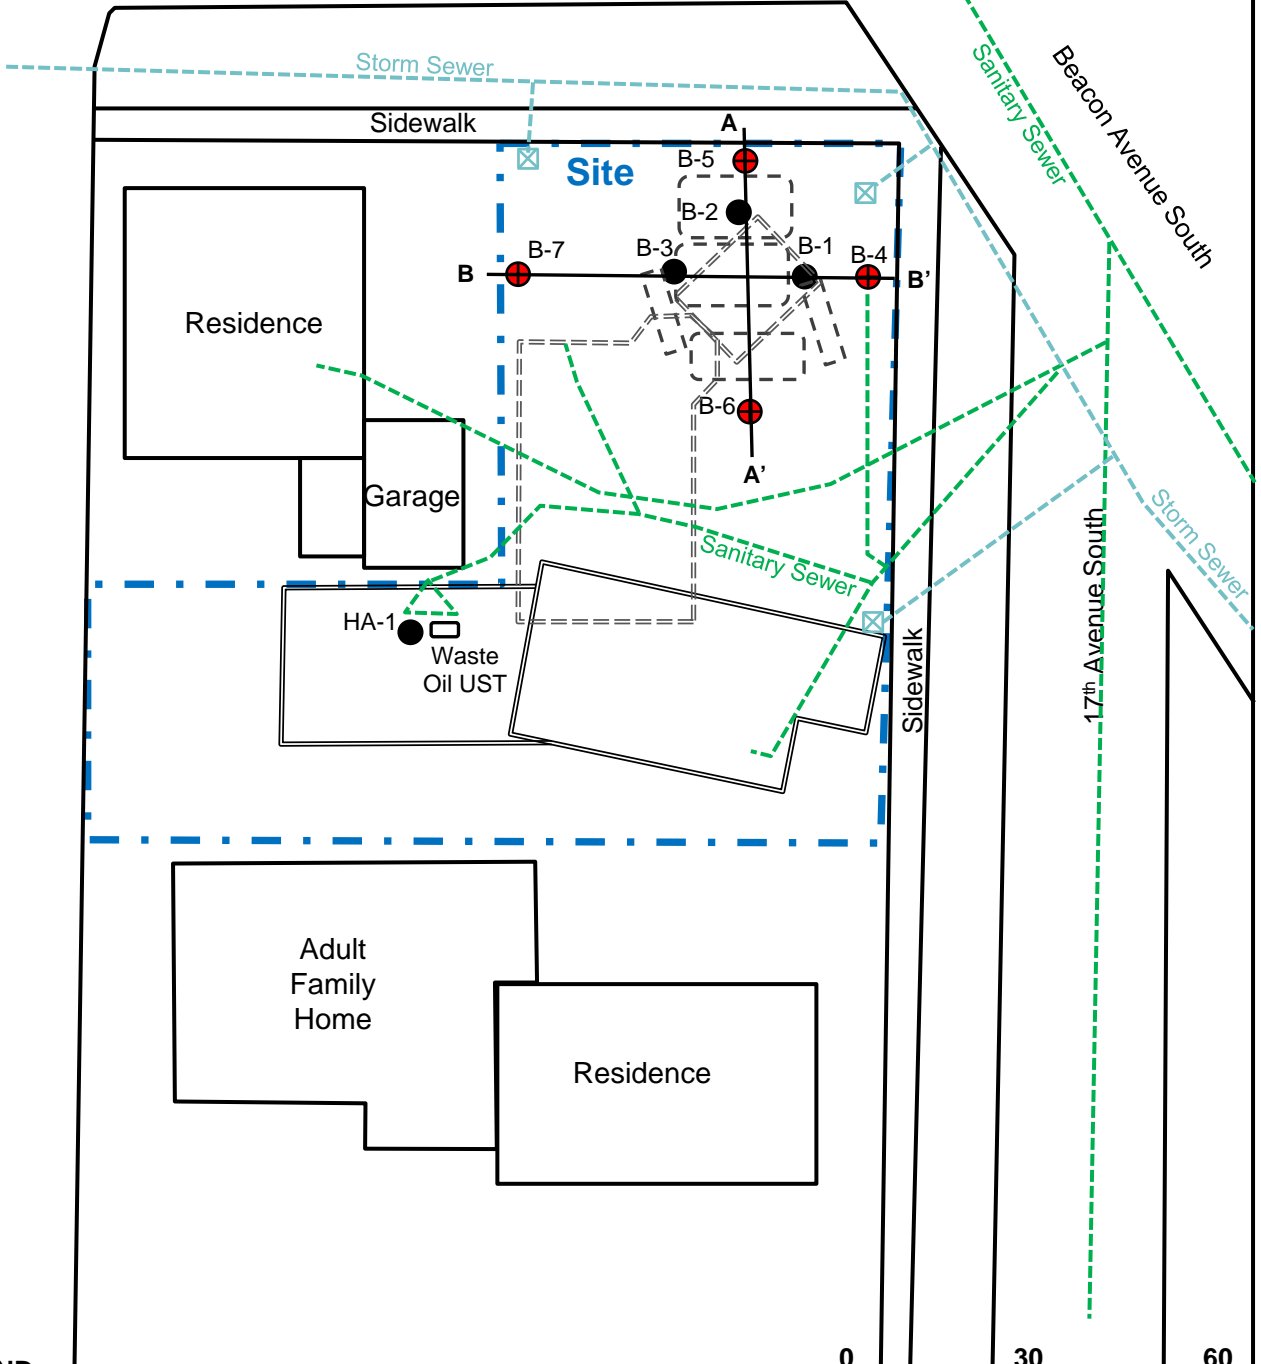 Storm Sewer
Sanitary Sewer
Beacon Avenue South
Sidewalk
A
B-5
Site
B-2
B-7
B-3
B-1
B-4
B
B'
Residence
B-6
A'
Garage
Sanitary Sewer
Storm Sewer
17th Avenue South
HA-1
Waste
Oil UST
Sidewalk
Adult
Family
Home
Residence
0 30 60